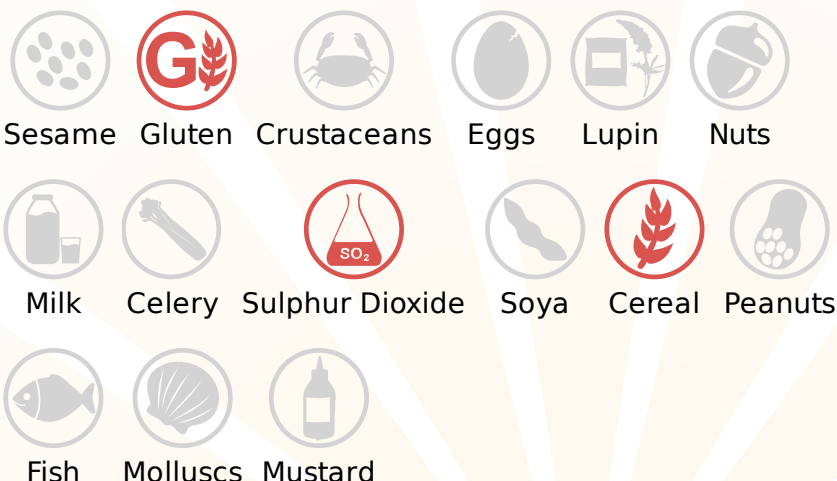 G
Sesame Gluten Crustaceans Eggs Lupin Nuts
SO₂
Milk Celery Sulphur Dioxide Soya Cereal Peanuts
Fish Molluscs Mustard